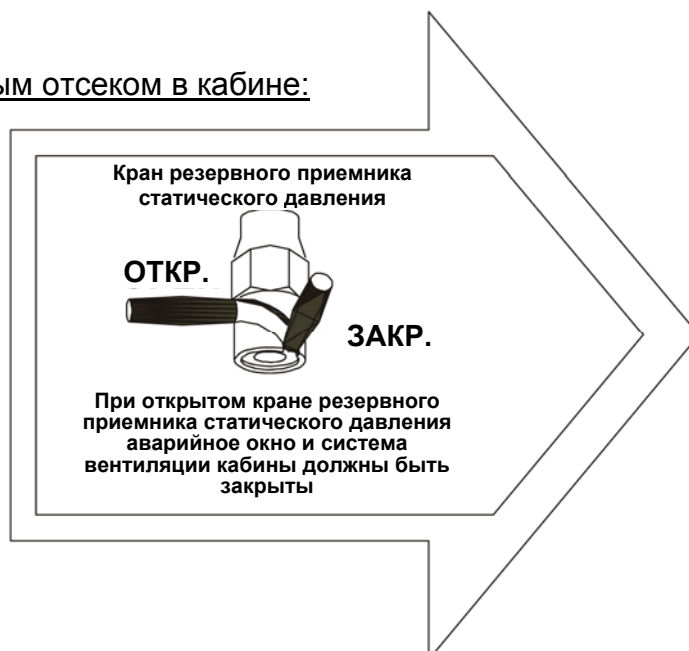 отсеком в кабине:
Кран резервного приемника
статического давления
ОТКР.
ЗАКР.
При открытом кране резервного
приемника статического давления
аварийное окно и система
вентиляции кабины должны быть
закрыты